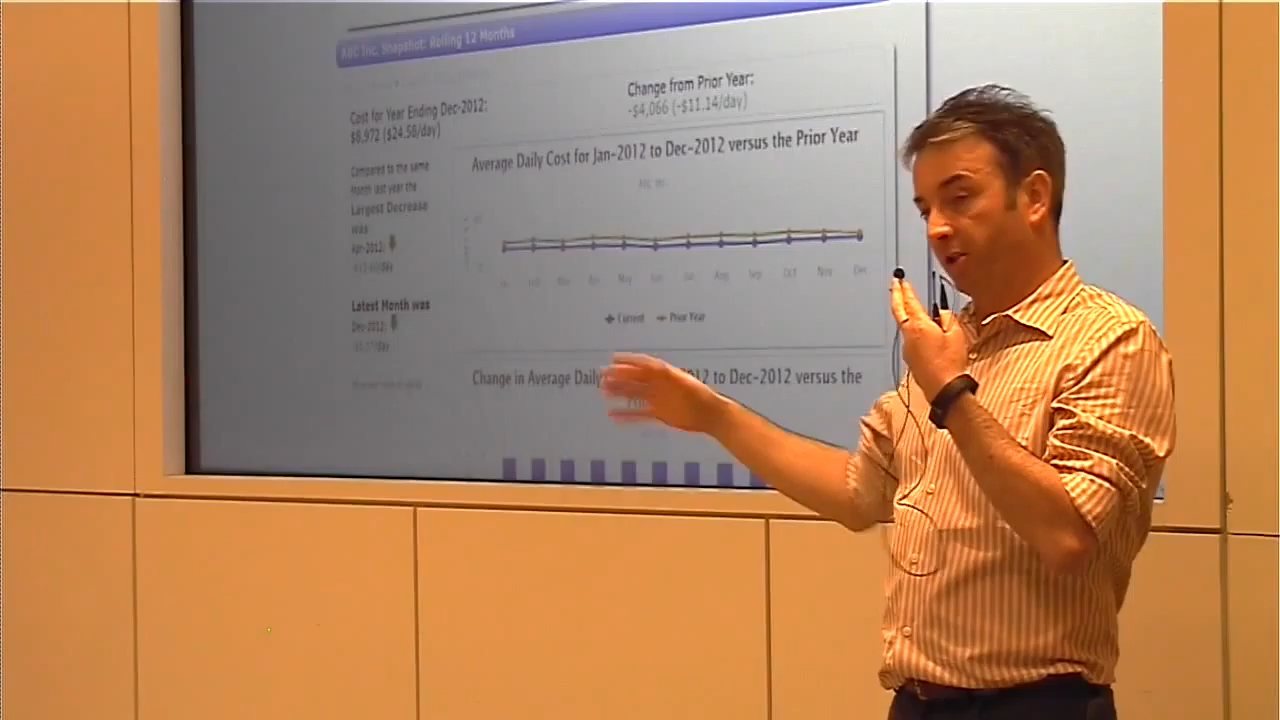 ABC Inc. Snapshot: Rolling 12 Months
Cost for Year Ending Dec-2012:
$8,972 ($24.58/day)
Change from Prior Year:
-$4,066 (-$11.14/day)
Compared to the same
Month last year the
Largest Decrease
was
Apr-2012:
Latest Month was
Dec-2012:
Average Daily Cost for Jan-2012 to Dec-2012 versus the Prior Year
Apr May Jun Jul Aug Sep Oct Nov Dec
Current Prior Year
Change in Average Daily 2 to Dec-2012 versus the